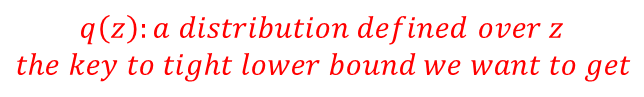 q(z): a distribution defined over z
the key to tight lower bound we want to get